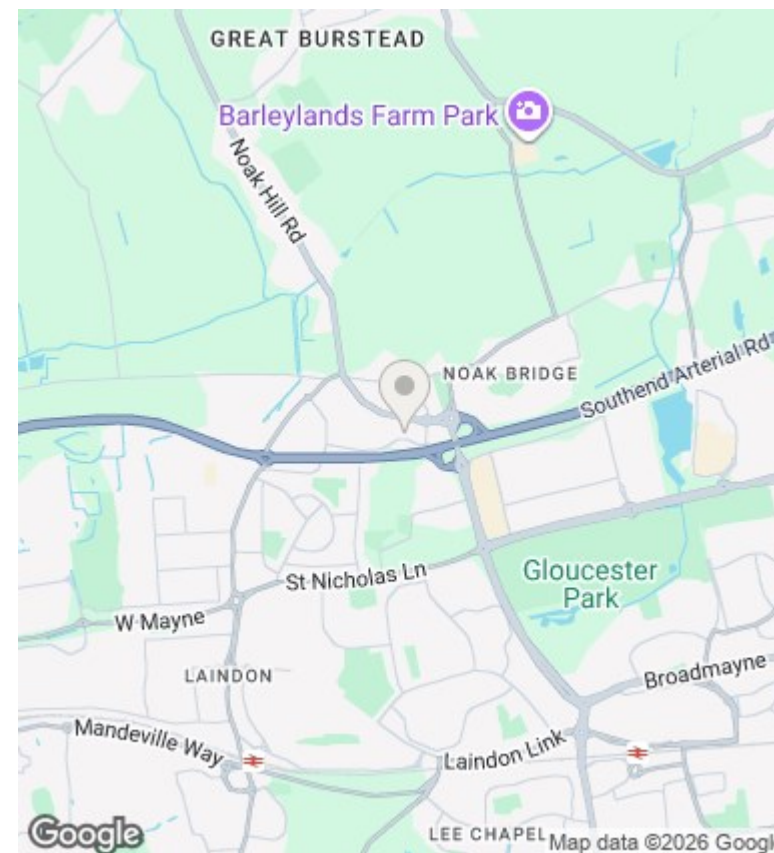 GREAT BURSTEAD
Barleylands Farm Park
Noak Hill Rd
NOAK BRIDGE
Southend Arterial Rd
St Nicholas Ln
Gloucester
Park
W Mayne
LAINDON
Broadmayne
Mandeville Way
Laindon Link
LEE CHAPEL
Google
Map data ©2026 Google